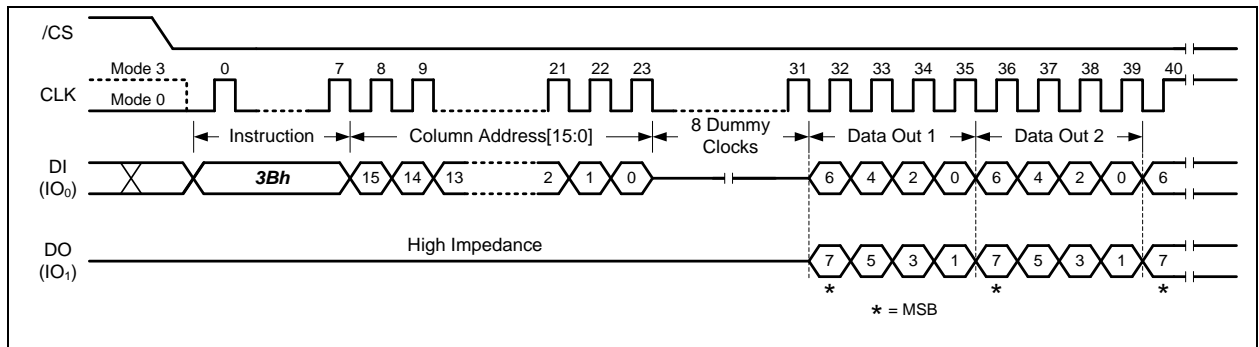 /CS
Mode 3 0 7 8 9 21 22 23 31 32 33 34 35 36 37 38 39 40
CLK
Mode 0
Instruction Column Address[15:0] 8 Dummy Clocks Data Out 1 Data Out 2
DI
(IO₀)
3Bh 15 14 13 2 1 0 6 4 2 0 6 4 2 0 6
High Impedance
DO
(IO₁)
7 5 3 1 7 5 3 1 7
* * *
* = MSB